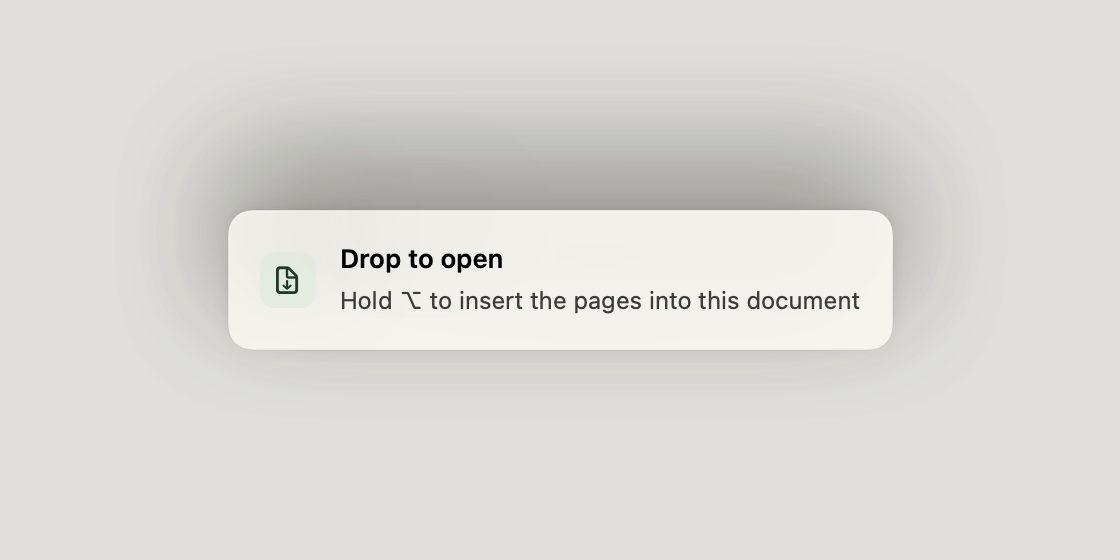 Drop to open
Hold ⌥ to insert the pages into this document